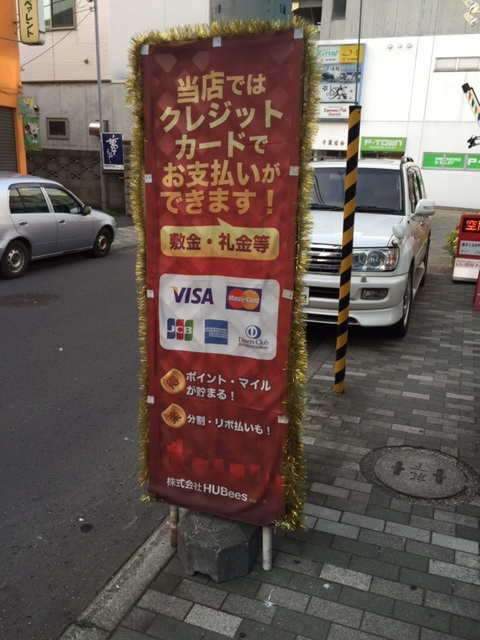 当店では
クレジット
カードで
お支払いが
できます！
敷金・礼金等
VISA
MasterCard
JCB
Diners Club
INTERNATIONAL
ポイント・マイル
が貯まる！
分割・リボ払いも！
株式会社HUBees
P-TOWN